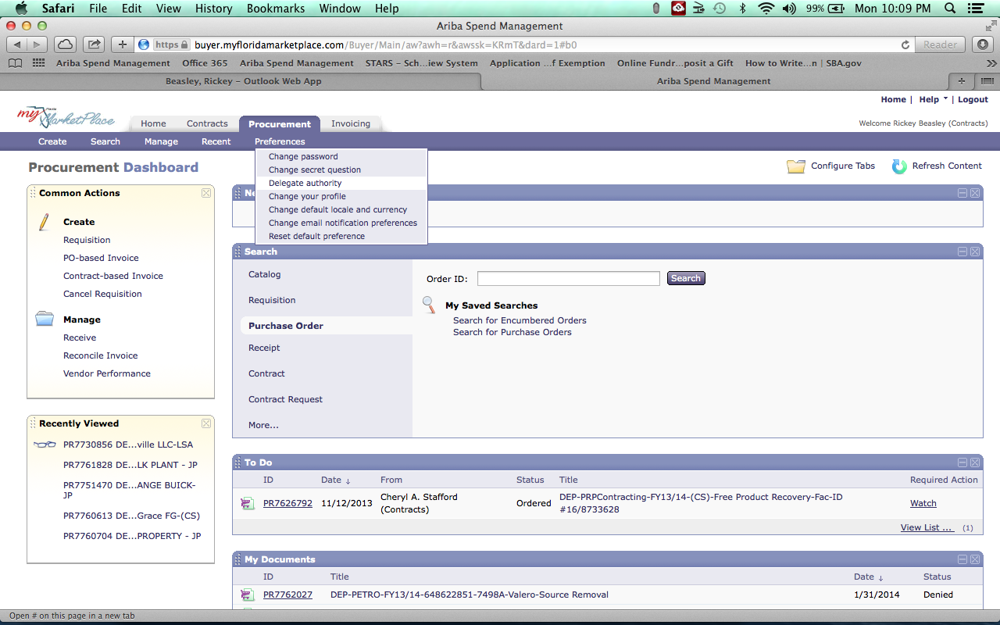 Safari File Edit View History Bookmarks Window Help 99% Mon 10:09 PM
Ariba Spend Management
https buyer.myfloridamarketplace.com/Buyer/Main/aw?awh=r&awssk=KRmT&dard=1#b0 Reader
Ariba Spend Management Office 365 Ariba Spend Management STARS – Sch...iew System Application ...f Exemption Online Fundr...posit a Gift How to Write...n | SBA.gov
Beasley, Rickey – Outlook Web App Ariba Spend Management
Home | Help | Logout
my Florida MarketPlace
Home Contracts Procurement Invoicing
Welcome Rickey Beasley (Contracts)
Create Search Manage Recent Preferences
Change password
Change secret question
Delegate authority
Change your profile
Change default locale and currency
Change email notification preferences
Reset default preference
Procurement Dashboard
Configure Tabs Refresh Content
Common Actions
Create
Requisition
PO-based Invoice
Contract-based Invoice
Cancel Requisition
Manage
Receive
Reconcile Invoice
Vendor Performance
Recently Viewed
PR7730856 DE...ville LLC-LSA
PR7761828 DE...LK PLANT - JP
PR7751470 DE...ANGE BUICK-
JP
PR7760613 DE...Grace FG-(CS)
PR7760704 DE...PROPERTY - JP
Search
Catalog
Requisition
Purchase Order
Receipt
Contract
Contract Request
More...
Order ID: Search
My Saved Searches
Search for Encumbered Orders
Search for Purchase Orders
To Do
ID Date ↓ From Status Title Required Action
PR7626792 11/12/2013 Cheryl A. Stafford (Contracts) Ordered DEP-PRPContracting-FY13/14-(CS)-Free Product Recovery-Fac-ID #16/8733628 Watch
View List ... (1)
My Documents
ID Title Date ↓ Status
PR7762027 DEP-PETRO-FY13/14-648622851-7498A-Valero-Source Removal 1/31/2014 Denied
Open # on this page in a new tab